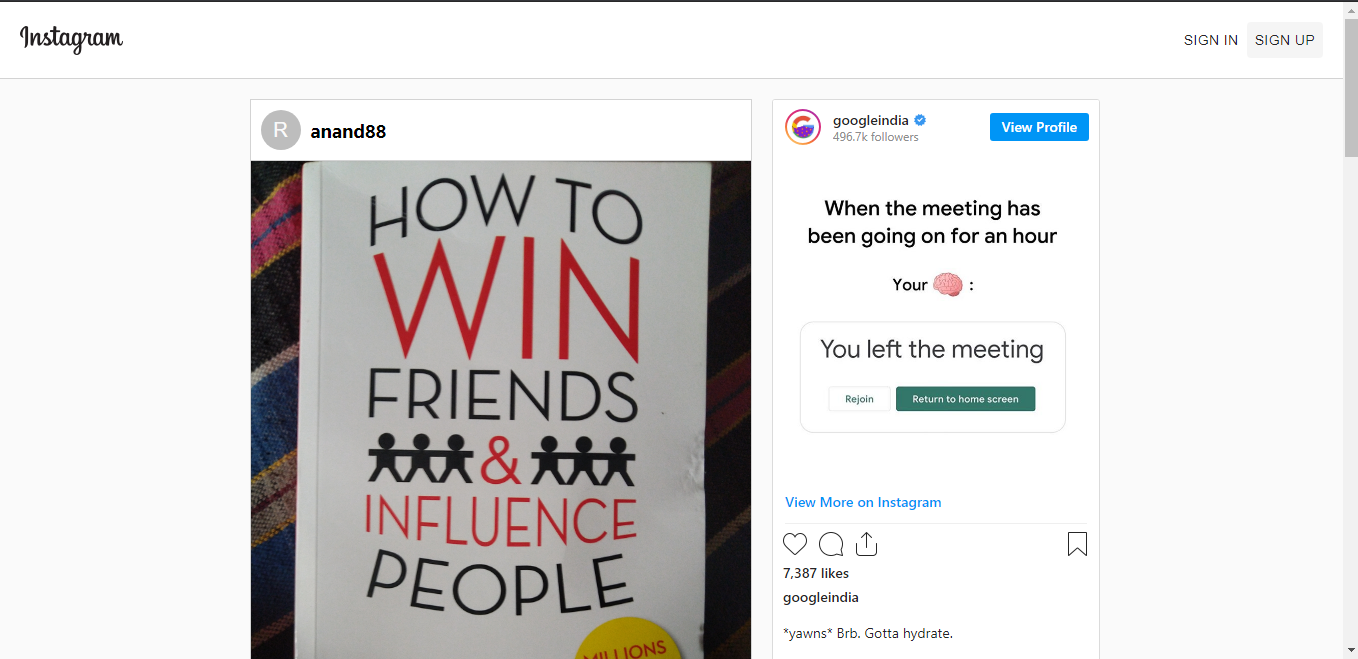 Instagram
SIGN IN
SIGN UP
R
anand88
HOW TO
WIN
FRIENDS
&
INFLUENCE
PEOPLE
MILLIONS
googleindia
496.7k followers
View Profile
When the meeting has
been going on for an hour
Your 🧠 :
You left the meeting
Rejoin
Return to home screen
View More on Instagram
7,387 likes
googleindia
*yawns* Brb. Gotta hydrate.